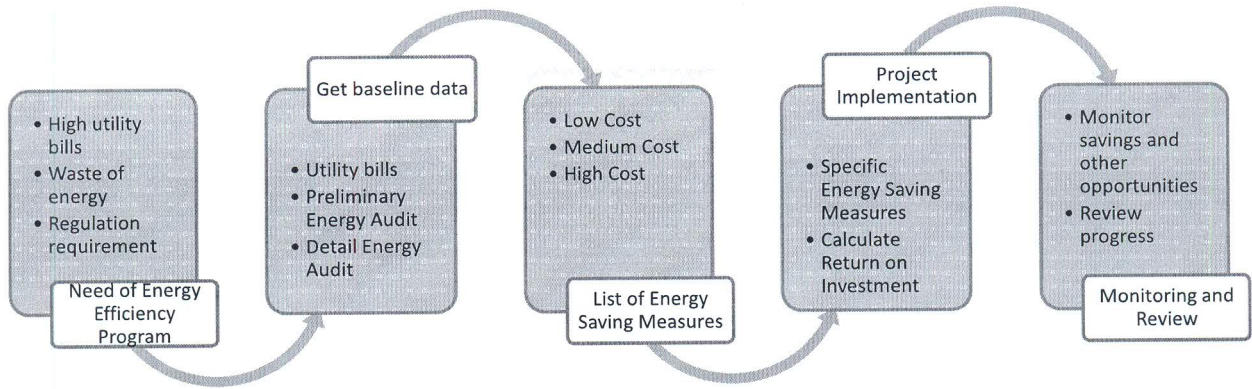 • High utility
bills
• Waste of
energy
• Regulation
requirement
Need of Energy
Efficiency
Program
Get baseline data
• Utility bills
• Preliminary
Energy Audit
• Detail Energy
Audit
• Low Cost
• Medium Cost
• High Cost
List of Energy
Saving Measures
Project
Implementation
• Specific
Energy Saving
Measures
• Calculate
Return on
Investment
• Monitor
savings and
other
opportunities
• Review
progress
Monitoring and
Review